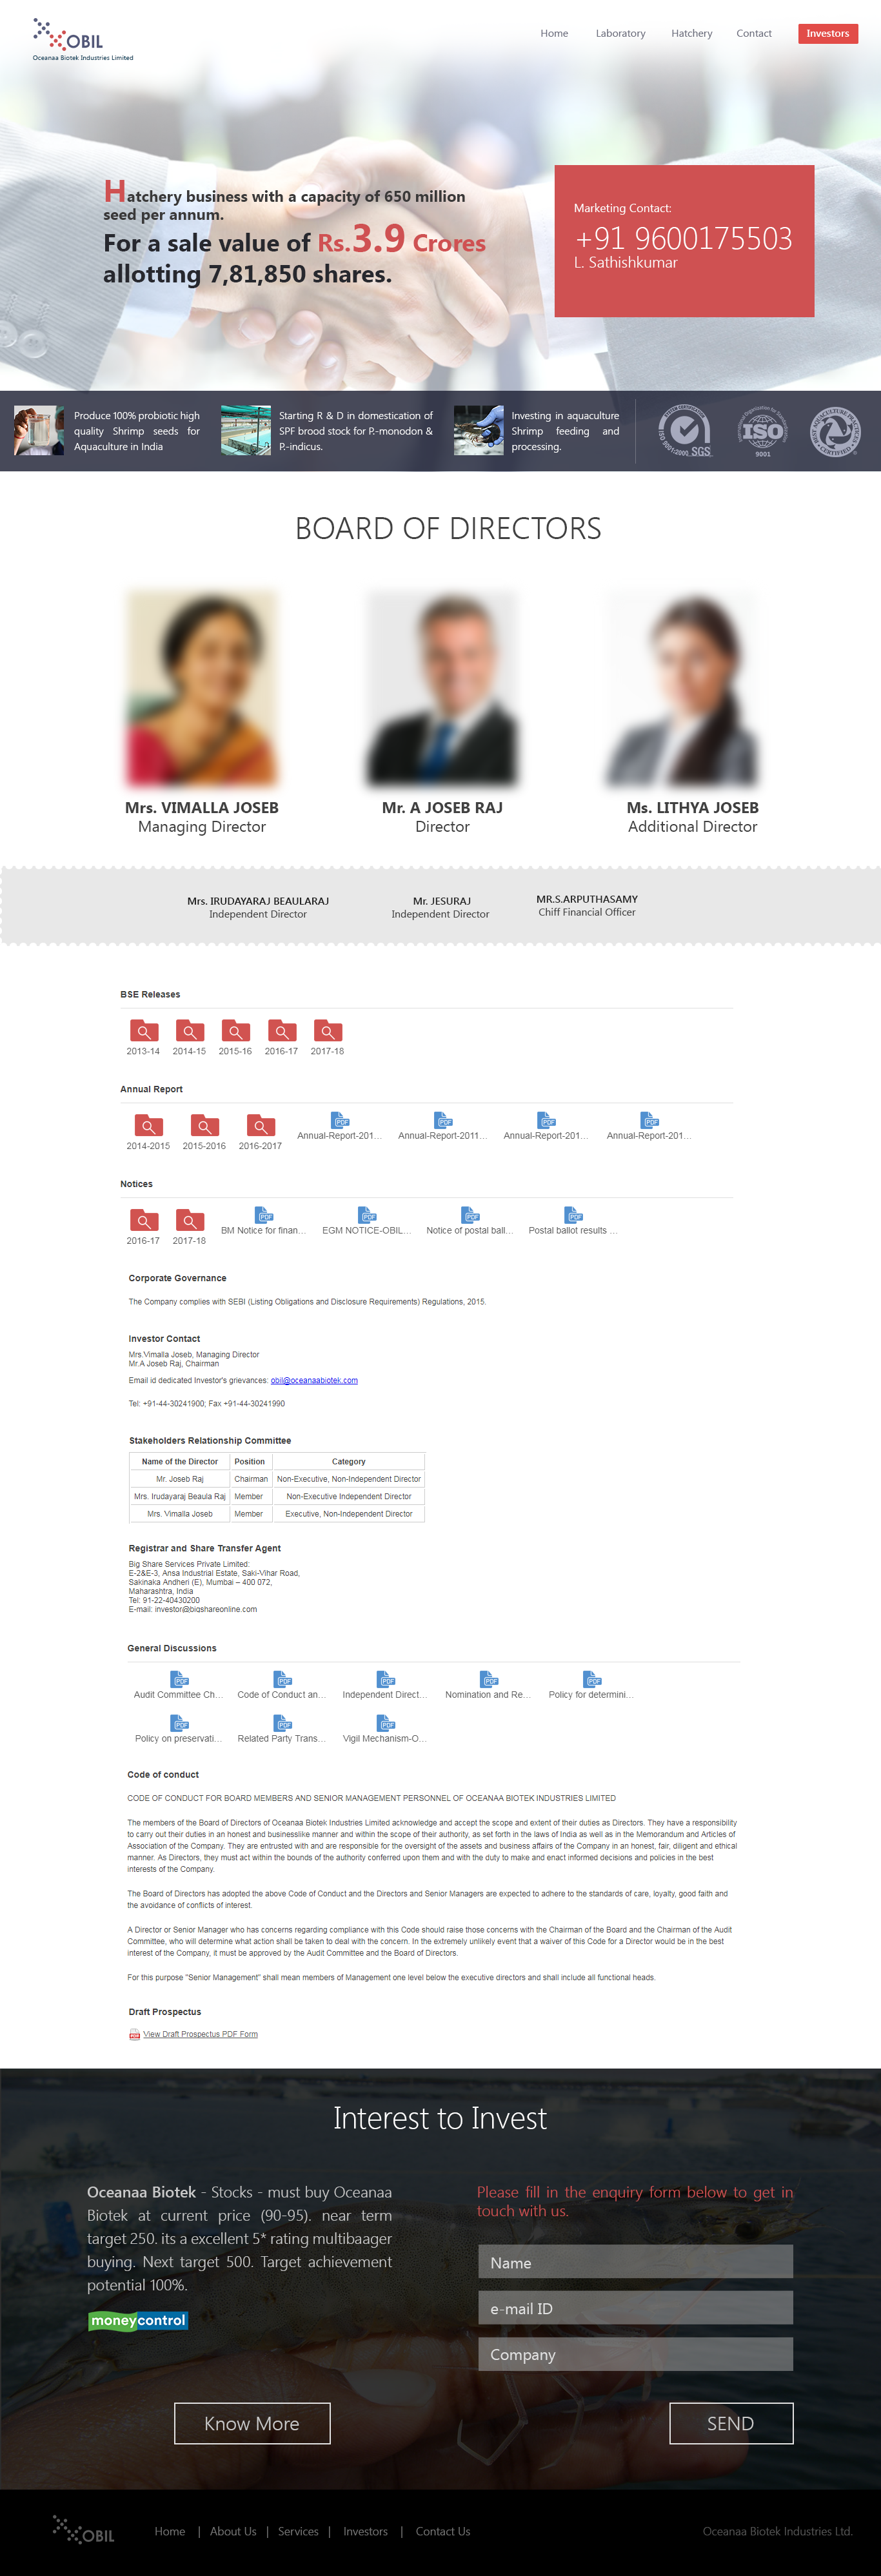 OBIL
Oceanaa Biotek Industries Limited
Home
Laboratory
Hatchery
Contact
Investors
Hatchery business with a capacity of 650 million
seed per annum.
For a sale value of Rs.3.9 Crores
allotting 7,81,850 shares.
Marketing Contact:
+91 9600175503
L. Sathishkumar
Produce 100% probiotic high
quality Shrimp seeds for
Aquaculture in India
Starting R & D in domestication of
SPF brood stock for P.-monodon &
P.-indicus.
Investing in aquaculture
Shrimp feeding and
processing.
ISO 9001:2000
SGS
ISO
9001
BOARD OF DIRECTORS
Mrs. VIMALLA JOSEB
Managing Director
Mr. A JOSEB RAJ
Director
Ms. LITHYA JOSEB
Additional Director
Mrs. IRUDAYARAJ BEAULARAJ
Independent Director
Mr. JESURAJ
Independent Director
MR.S.ARPUTHASAMY
Chiff Financial Officer
BSE Releases
2013-14
2014-15
2015-16
2016-17
2017-18
Annual Report
2014-2015
2015-2016
2016-2017
PDF
Annual-Report-201...
PDF
Annual-Report-2011...
PDF
Annual-Report-201...
PDF
Annual-Report-201...
Notices
2016-17
2017-18
PDF
BM Notice for finan...
PDF
EGM NOTICE-OBIL...
PDF
Notice of postal ball...
PDF
Postal ballot results ...
Corporate Governance
The Company complies with SEBI (Listing Obligations and Disclosure Requirements) Regulations, 2015.
Investor Contact
Mrs.Vimalla Joseb, Managing Director
Mr.A Joseb Raj, Chairman
Email id dedicated Investor's grievances: obil@oceanaabiotek.com
Tel: +91-44-30241900; Fax +91-44-30241990
Stakeholders Relationship Committee
Name of the Director Position Category
Mr. Joseb Raj Chairman Non-Executive, Non-Independent Director
Mrs. Irudayaraj Beaula Raj Member Non-Executive Independent Director
Mrs. Vimalla Joseb Member Executive, Non-Independent Director
Registrar and Share Transfer Agent
Big Share Services Private Limited:
E-2&E-3, Ansa Industrial Estate, Saki-Vihar Road,
Sakinaka Andheri (E), Mumbai – 400 072,
Maharashtra, India
Tel: 91-22-40430200
E-mail: investor@bigshareonline.com
General Discussions
PDF
Audit Committee Ch...
PDF
Code of Conduct an...
PDF
Independent Direct...
PDF
Nomination and Re...
PDF
Policy for determini...
PDF
Policy on preservati...
PDF
Related Party Trans...
PDF
Vigil Mechanism-O...
Code of conduct
CODE OF CONDUCT FOR BOARD MEMBERS AND SENIOR MANAGEMENT PERSONNEL OF OCEANAA BIOTEK INDUSTRIES LIMITED
The members of the Board of Directors of Oceanaa Biotek Industries Limited acknowledge and accept the scope and extent of their duties as Directors. They have a responsibility
to carry out their duties in an honest and businesslike manner and within the scope of their authority, as set forth in the laws of India as well as in the Memorandum and Articles of
Association of the Company. They are entrusted with and are responsible for the oversight of the assets and business affairs of the Company in an honest, fair, diligent and ethical
manner. As Directors, they must act within the bounds of the authority conferred upon them and with the duty to make and enact informed decisions and policies in the best
interests of the Company.
The Board of Directors has adopted the above Code of Conduct and the Directors and Senior Managers are expected to adhere to the standards of care, loyalty, good faith and
the avoidance of conflicts of interest.
A Director or Senior Manager who has concerns regarding compliance with this Code should raise those concerns with the Chairman of the Board and the Chairman of the Audit
Committee, who will determine what action shall be taken to deal with the concern. In the extremely unlikely event that a waiver of this Code for a Director would be in the best
interest of the Company, it must be approved by the Audit Committee and the Board of Directors.
For this purpose "Senior Management" shall mean members of Management one level below the executive directors and shall include all functional heads.
Draft Prospectus
View Draft Prospectus PDF Form
Interest to Invest
Oceanaa Biotek - Stocks - must buy Oceanaa
Biotek at current price (90-95). near term
target 250. its a excellent 5* rating multibaager
buying. Next target 500. Target achievement
potential 100%.
moneycontrol
Know More
Please fill in the enquiry form below to get in
touch with us.
Name
e-mail ID
Company
SEND
OBIL
Home | About Us | Services | Investors | Contact Us
Oceanaa Biotek Industries Ltd.